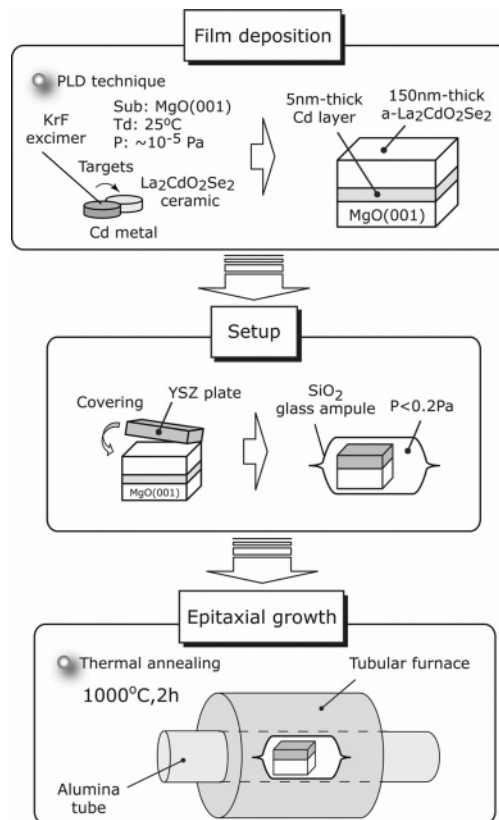 Film deposition
PLD technique
KrF
excimer
Sub: MgO(001)
Td: 25ºC
P: ~10⁻⁵ Pa
Targets
La₂CdO₂Se₂
ceramic
Cd metal
5nm-thick
Cd layer
150nm-thick
a-La₂CdO₂Se₂
MgO(001)
Setup
Covering
YSZ plate
MgO(001)
SiO₂
glass ampule
P<0.2Pa
Epitaxial growth
Thermal annealing
1000ºC,2h
Tubular furnace
Alumina
tube